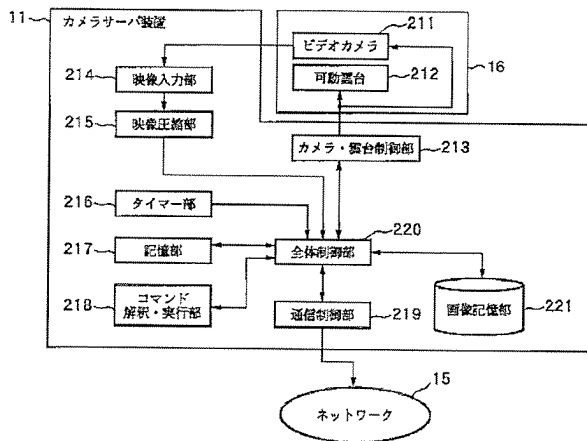 11
カメラサーバ装置
ビデオカメラ
211
可動雲台
212
16
214
映像入力部
215
映像圧縮部
カメラ・雲台制御部
213
216
タイマー部
220
217
記憶部
全体制御部
218
コマンド
解釈・実行部
通信制御部
219
画像記憶部
221
15
ネットワーク